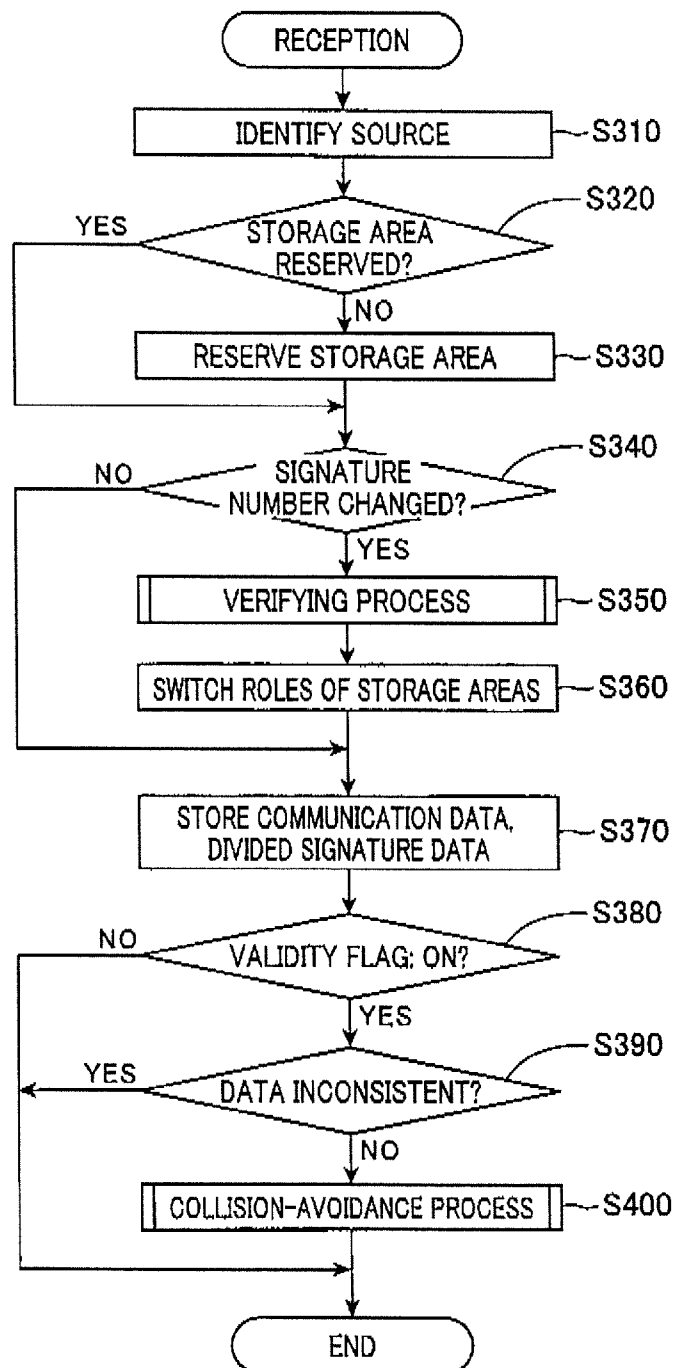 RECEPTION
IDENTIFY SOURCE
S310
S320
YES
STORAGE AREA
RESERVED?
NO
RESERVE STORAGE AREA
S330
S340
NO
SIGNATURE
NUMBER CHANGED?
YES
VERIFYING PROCESS
S350
SWITCH ROLES OF STORAGE AREAS
S360
STORE COMMUNICATION DATA,
DIVIDED SIGNATURE DATA
S370
S380
NO
VALIDITY FLAG: ON?
YES
S390
YES
DATA INCONSISTENT?
NO
COLLISION-AVOIDANCE PROCESS
S400
END